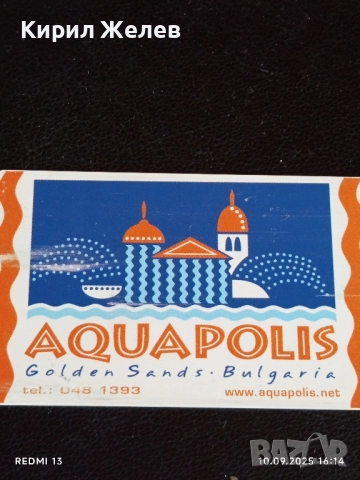 Кирил Желев
AQUAPOLIS
Golden Sands · Bulgaria
tel.: 048 1393
www.aquapolis.net
BAZAR
REDMI 13
10.09.2025 16:14